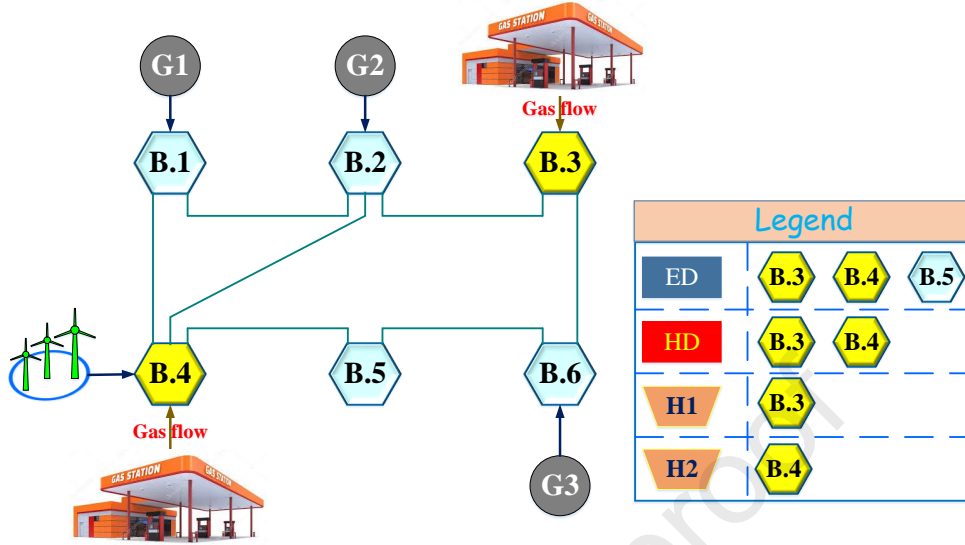 GAS STATION
GAS STATION
G1
G2
Gas flow
B.1
B.2
B.3
Legend
ED
B.3
B.4
B.5
HD
B.3
B.4
B.4
B.5
B.6
H1
B.3
Gas flow
H2
B.4
GAS STATION
GAS STATION
G3
proof